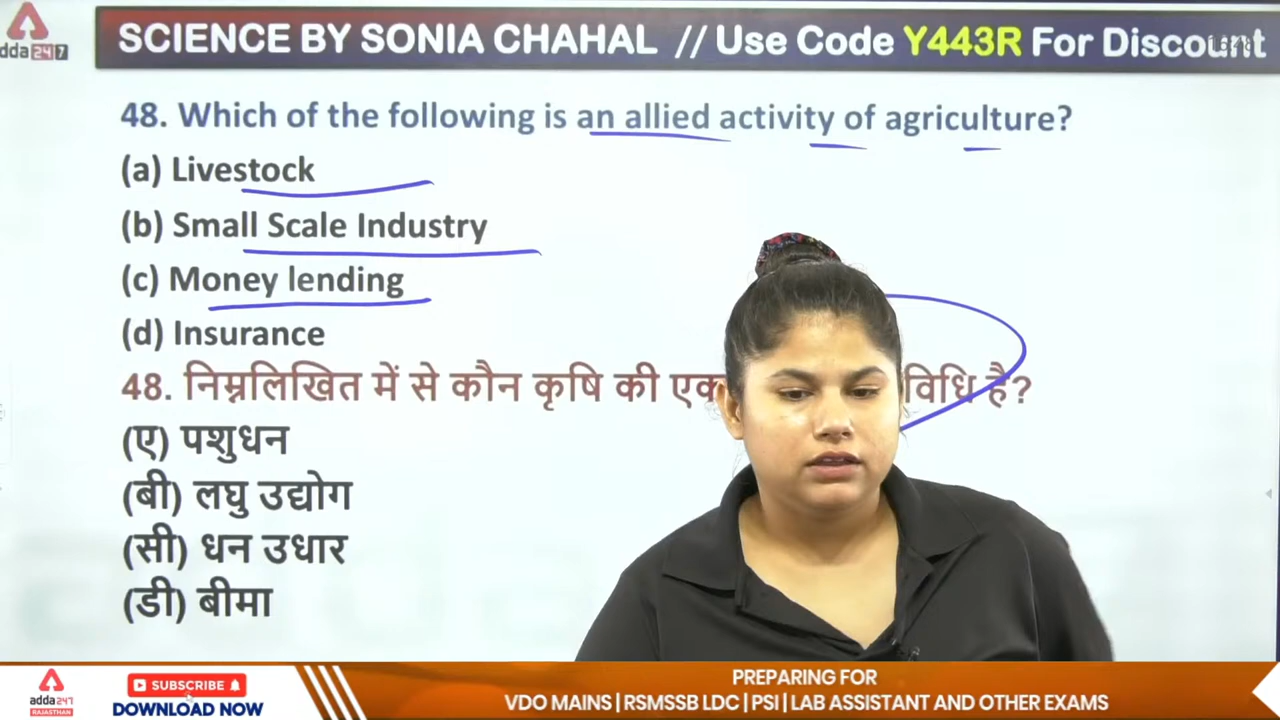 adda247
SCIENCE BY SONIA CHAHAL // Use Code Y443R For Discount
48. Which of the following is an allied activity of agriculture?
(a) Livestock
(b) Small Scale Industry
(c) Money lending
(d) Insurance
48. निम्नलिखित में से कौन कृषि की एक विधि है?
(ए) पशुधन
(बी) लघु उद्योग
(सी) धन उधार
(डी) बीमा
adda247
RAJASTHAN
SUBSCRIBE
DOWNLOAD NOW
PREPARING FOR
VDO MAINS | RSMSSB LDC | PSI | LAB ASSISTANT AND OTHER EXAMS